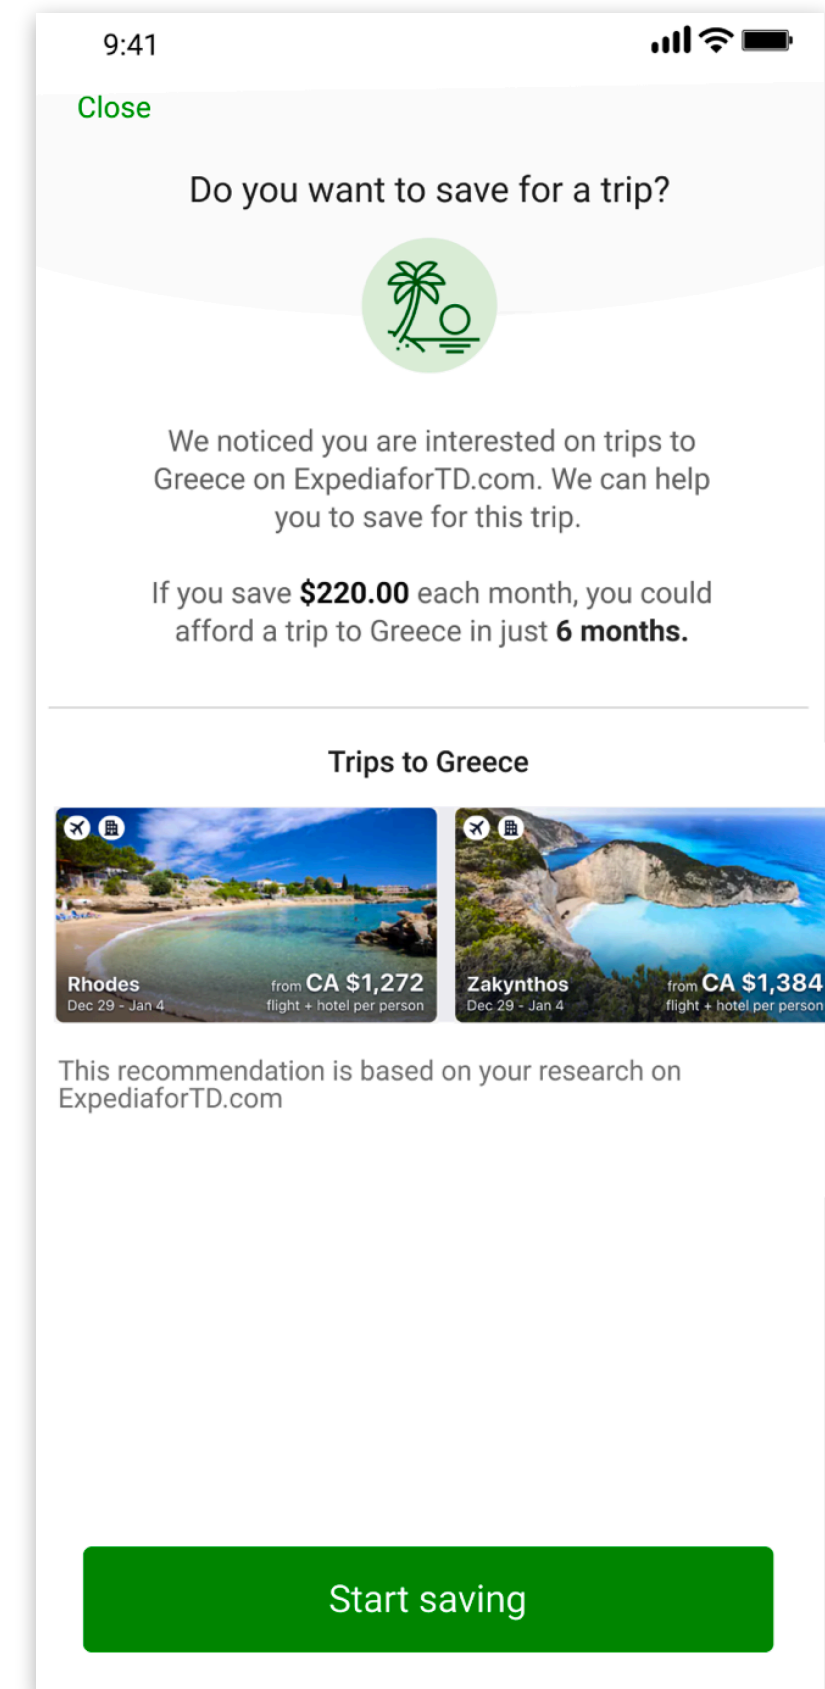 9:41
Close
Do you want to save for a trip?
We noticed you are interested on trips to
Greece on ExpediaforTD.com. We can help
you to save for this trip.
If you save $220.00 each month, you could
afford a trip to Greece in just 6 months.
Trips to Greece
Rhodes
from CA $1,272
Dec 29 - Jan 4
flight + hotel per person
Zakynthos
from CA $1,384
Dec 29 - Jan 4
flight + hotel per person
This recommendation is based on your research on
ExpediaforTD.com
Start saving